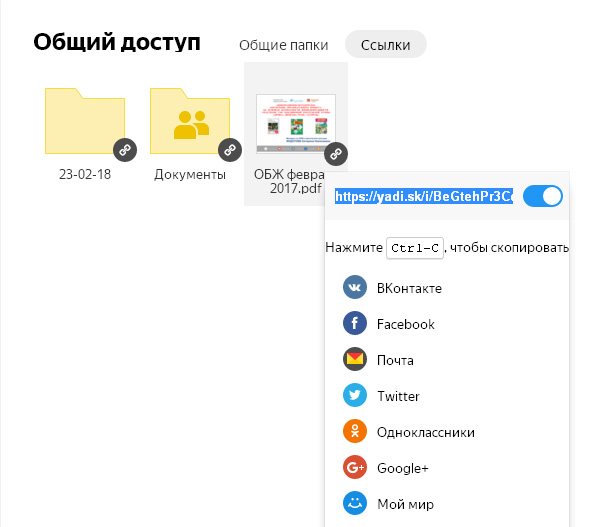 Общий доступ
Общие папки
Ссылки
23-02-18
Документы
ОБЖ февра
2017.pdf
https://yadi.sk/i/BeGtehPr3C
Нажмите Ctrl-C, чтобы скопировать
ВКонтакте
Facebook
Почта
Twitter
Одноклассники
Google+
Мой мир